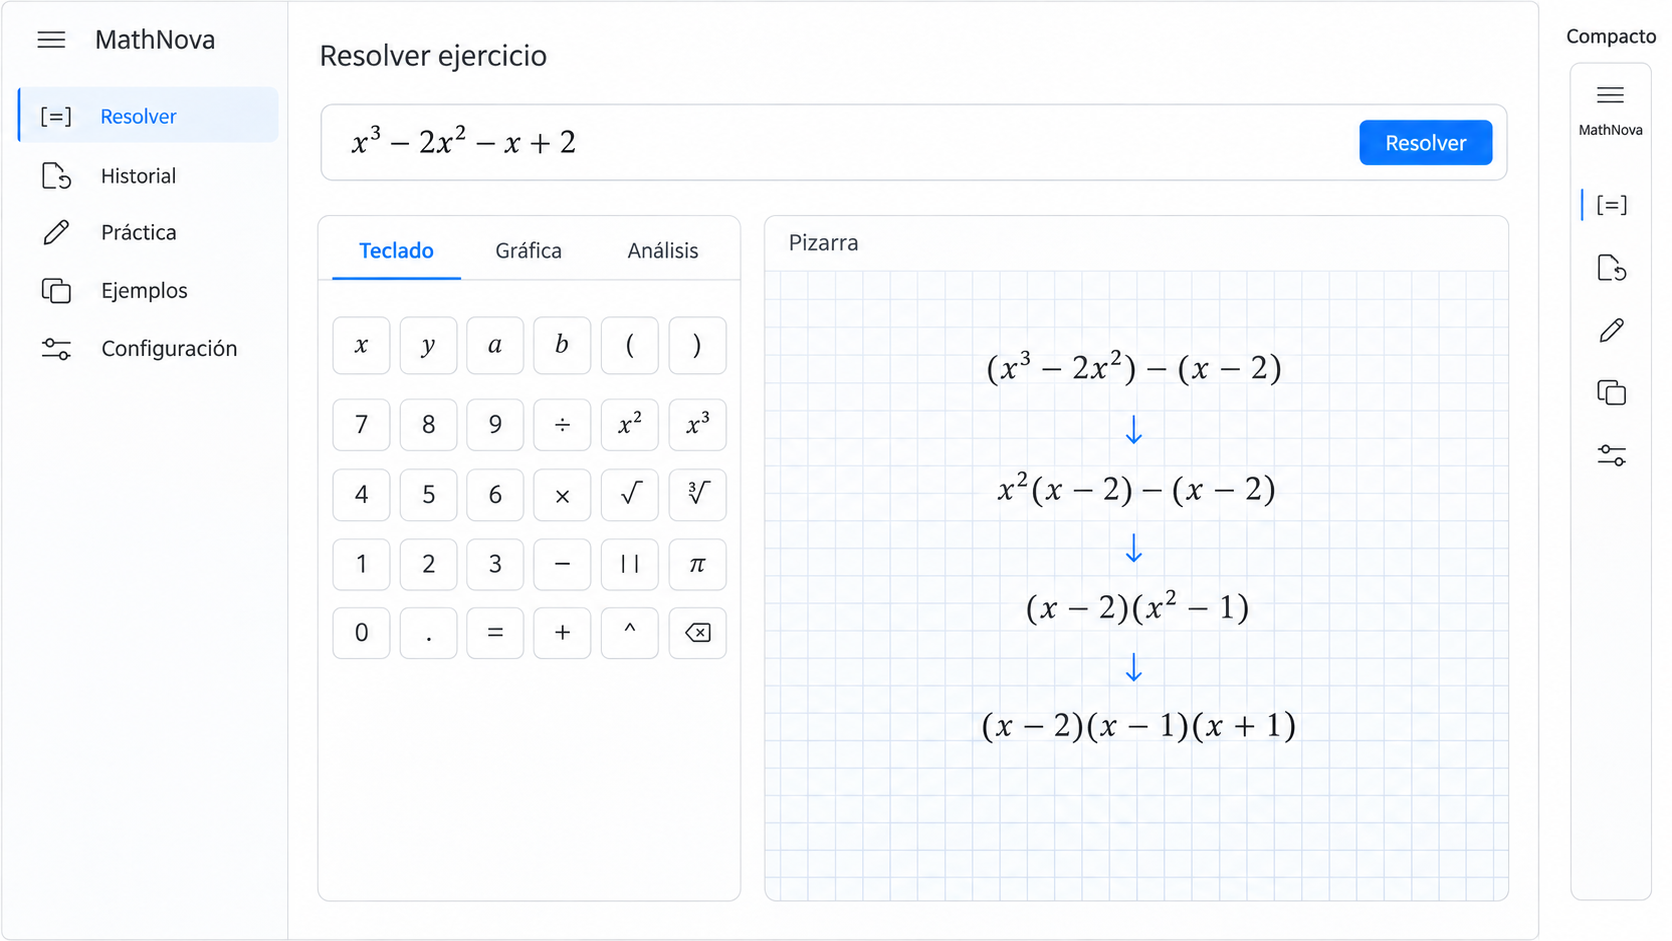 MathNova
Resolver
Historial
Práctica
Ejemplos
Configuración
Resolver ejercicio
x³ − 2x² − x + 2
Resolver
Teclado Gráfica Análisis
x y a b ( )
7 8 9 ÷ x² x³
4 5 6 × √ ∛
1 2 3 − | | π
0 . = + ^
Pizarra
(x³ − 2x²) − (x − 2)
↓
x²(x − 2) − (x − 2)
↓
(x − 2)(x² − 1)
↓
(x − 2)(x − 1)(x + 1)
Compacto
MathNova
[=]